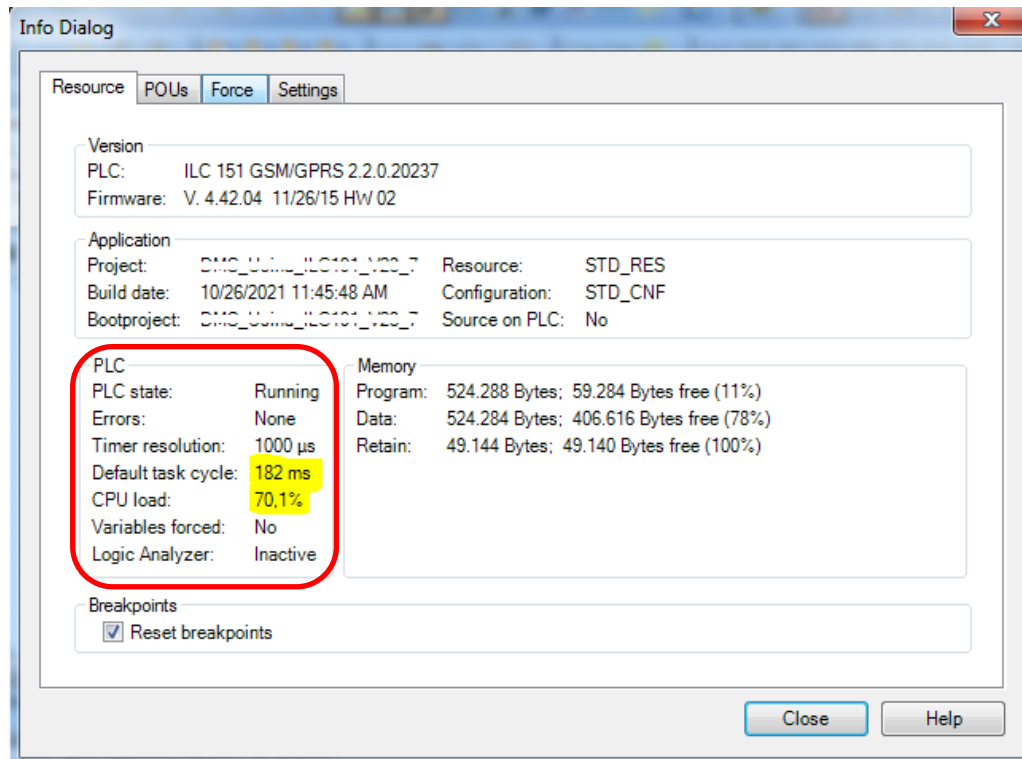 Info Dialog
Resource POUs Force Settings
Version
PLC: ILC 151 GSM/GPRS 2.2.0.20237
Firmware: V. 4.42.04 11/26/15 HW 02
Application
Project: Resource: STD_RES
Build date: 10/26/2021 11:45:48 AM Configuration: STD_CNF
Bootproject: Source on PLC: No
PLC
PLC state: Running
Errors: None
Timer resolution: 1000 µs
Default task cycle: 182 ms
CPU load: 70,1%
Variables forced: No
Logic Analyzer: Inactive
Memory
Program: 524.288 Bytes; 59.284 Bytes free (11%)
Data: 524.284 Bytes; 406.616 Bytes free (78%)
Retain: 49.144 Bytes; 49.140 Bytes free (100%)
Breakpoints
Reset breakpoints
Close Help